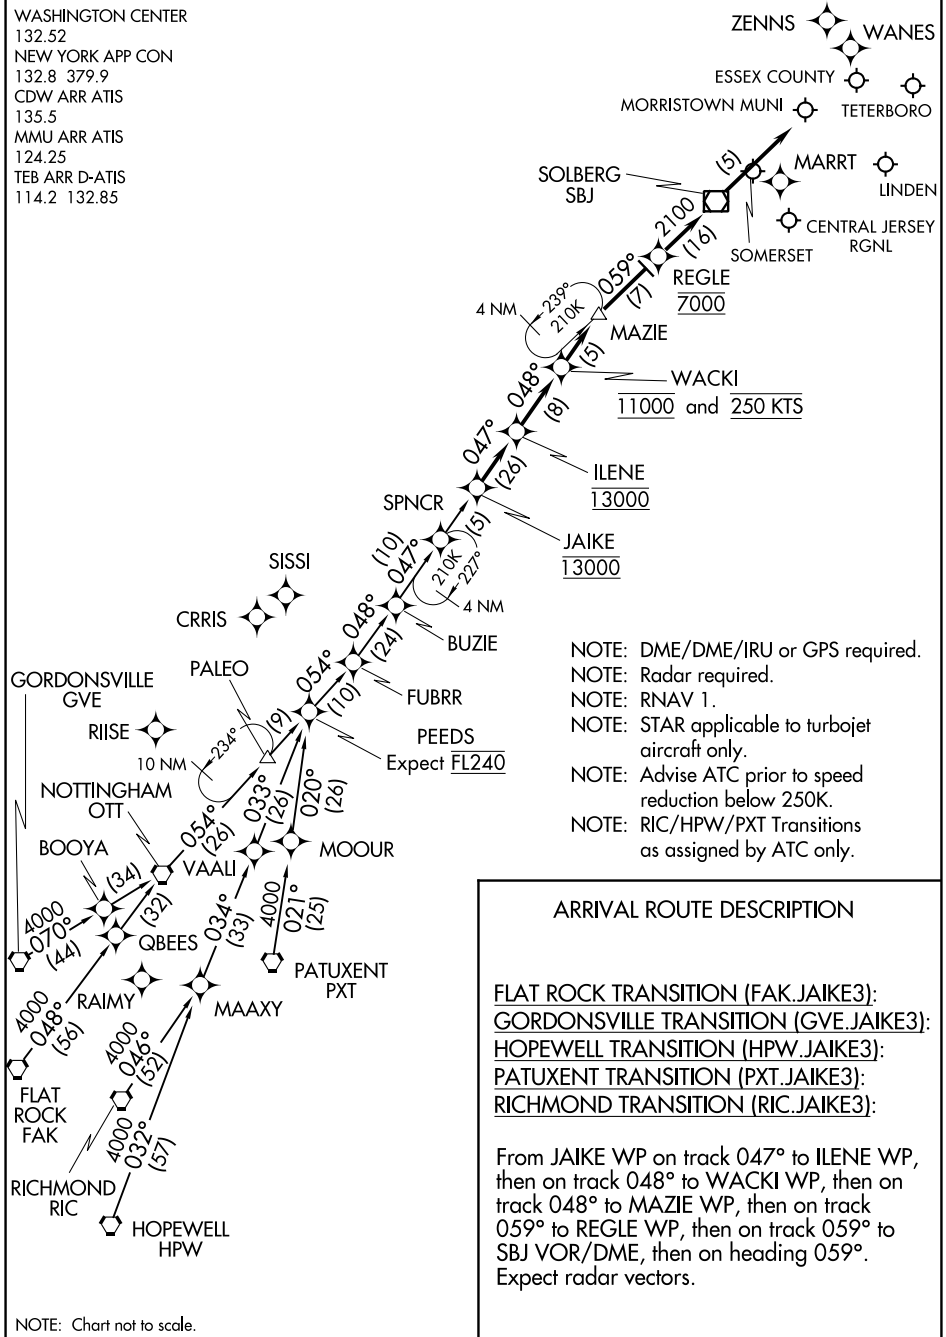 WASHINGTON CENTER
132.52
NEW YORK APP CON
132.8 379.9
CDW ARR ATIS
135.5
MMU ARR ATIS
124.25
TEB ARR D-ATIS
114.2 132.85
ZENNS
WANES
ESSEX COUNTY
TETERBORO
MORRISTOWN MUNI
SOLBERG
SBJ
(5)
MARRT
LINDEN
CENTRAL JERSEY
RGNL
SOMERSET
2100
(16)
REGLE
7000
059°
(7)
4 NM
239°
210K
MAZIE
(5)
WACKI
11000 and 250 KTS
048°
(8)
ILENE
13000
047°
(26)
SPNCR
JAIKE
13000
(5)
210K
227°
4 NM
(10)
047°
BUZIE
SISSI
CRRIS
048°
(24)
FUBRR
PALEO
054°
(10)
PEEDS
Expect FL240
GORDONSVILLE
GVE
RIISE
(9)
234°
10 NM
NOTTINGHAM
OTT
054°
(26)
033°
(26)
020°
(26)
BOOYA
VAALI
MOOUR
(34)
(32)
4000
070°
(44)
QBEES
034°
(33)
4000
021°
(25)
PATUXENT
PXT
RAIMY
MAAXY
4000
048°
(56)
4000
046°
(52)
FLAT
ROCK
FAK
4000
032°
(57)
RICHMOND
RIC
HOPEWELL
HPW
NOTE: DME/DME/IRU or GPS required.
NOTE: Radar required.
NOTE: RNAV 1.
NOTE: STAR applicable to turbojet
aircraft only.
NOTE: Advise ATC prior to speed
reduction below 250K.
NOTE: RIC/HPW/PXT Transitions
as assigned by ATC only.
ARRIVAL ROUTE DESCRIPTION
FLAT ROCK TRANSITION (FAK.JAIKE3):
GORDONSVILLE TRANSITION (GVE.JAIKE3):
HOPEWELL TRANSITION (HPW.JAIKE3):
PATUXENT TRANSITION (PXT.JAIKE3):
RICHMOND TRANSITION (RIC.JAIKE3):
From JAIKE WP on track 047° to ILENE WP,
then on track 048° to WACKI WP, then on
track 048° to MAZIE WP, then on track
059° to REGLE WP, then on track 059° to
SBJ VOR/DME, then on heading 059°.
Expect radar vectors.
NOTE: Chart not to scale.